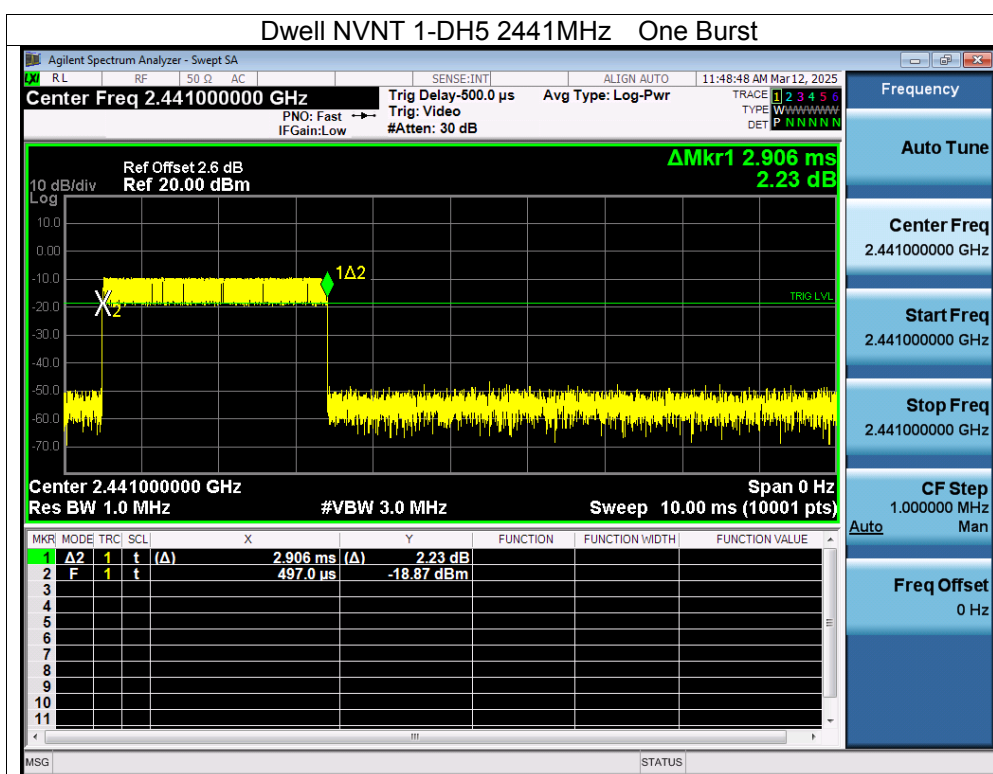 Dwell NVNT 1-DH5 2441MHz One Burst
Agilent Spectrum Analyzer - Swept SA
RL RF 50 Ω AC SENSE:INT ALIGN AUTO 11:48:48 AM Mar 12, 2025
Center Freq 2.441000000 GHz
PNO: Fast
IFGain:Low
Trig Delay-500.0 µs
Trig: Video
#Atten: 30 dB
Avg Type: Log-Pwr
TRACE 1 2 3 4 5 6
TYPE WWWWWW
DET P N N N N N
Ref Offset 2.6 dB
10 dB/div Ref 20.00 dBm
Log
ΔMkr1 2.906 ms
2.23 dB
10.0
0.00
-10.0
-20.0
-30.0
-40.0
-50.0
-60.0
-70.0
1Δ2
2
TRIG LVL
Center 2.441000000 GHz Span 0 Hz
Res BW 1.0 MHz #VBW 3.0 MHz Sweep 10.00 ms (10001 pts)
MKR MODE TRC SCL X Y FUNCTION FUNCTION WIDTH FUNCTION VALUE
1 Δ2 1 t (Δ) 2.906 ms (Δ) 2.23 dB
2 F 1 t 497.0 µs -18.87 dBm
3
4
5
6
7
8
9
10
11
MSG STATUS
Frequency
Auto Tune
Center Freq
2.441000000 GHz
Start Freq
2.441000000 GHz
Stop Freq
2.441000000 GHz
CF Step
1.000000 MHz
Auto Man
Freq Offset
0 Hz